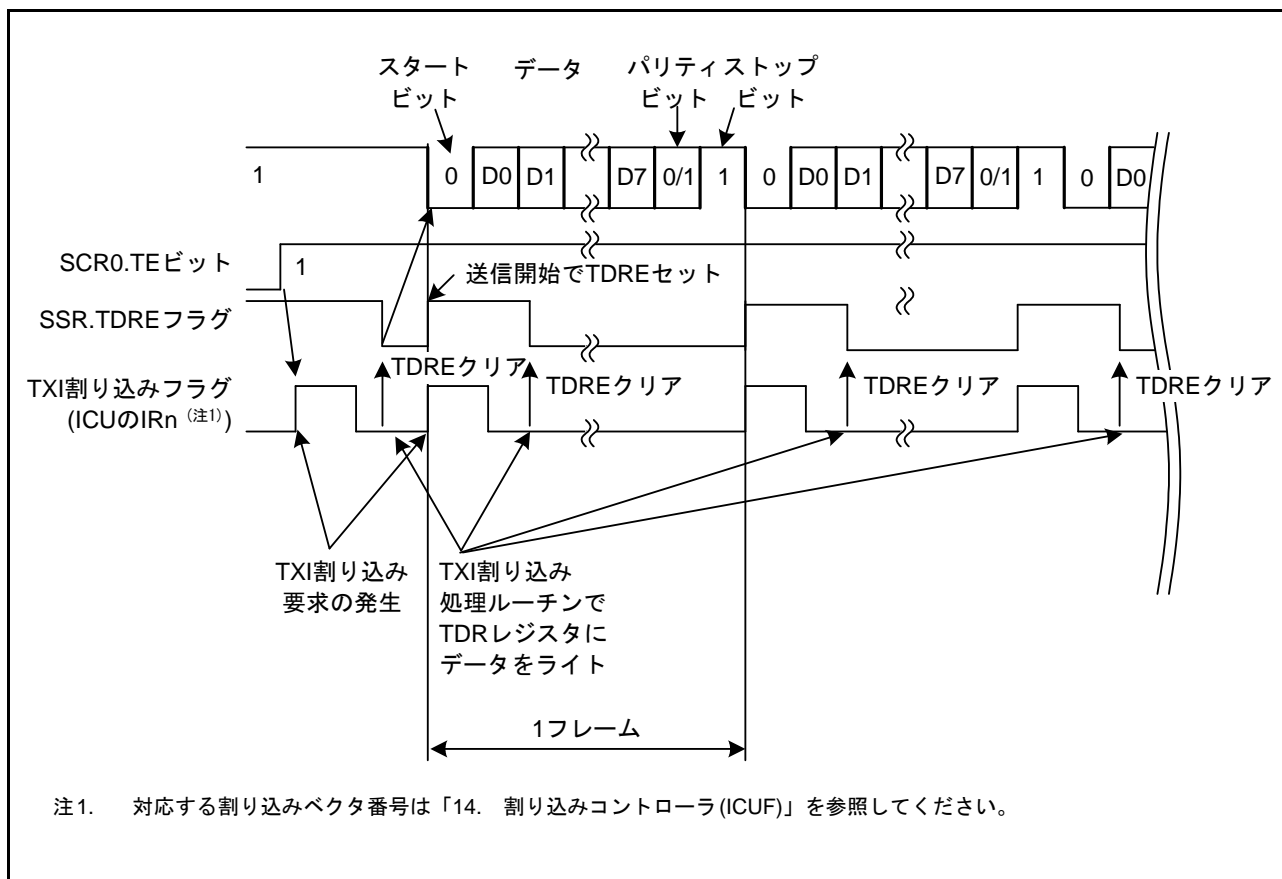 スタート
ビット
データ
パリティ
ビット
ストップ
ビット
1
0 D0 D1 D7 0/1 1 0 D0 D1 D7 0/1 1 0 D0
SCR0.TEビット
1
送信開始でTDREセット
SSR.TDREフラグ
TDREクリア
TDREクリア
TDREクリア
TDREクリア
TXI割り込みフラグ
(ICUのIRn (注1))
TXI割り込み
要求の発生
TXI割り込み
処理ルーチンで
TDRレジスタに
データをライト
1フレーム
注1. 対応する割り込みベクタ番号は「14. 割り込みコントローラ(ICUF)」を参照してください。